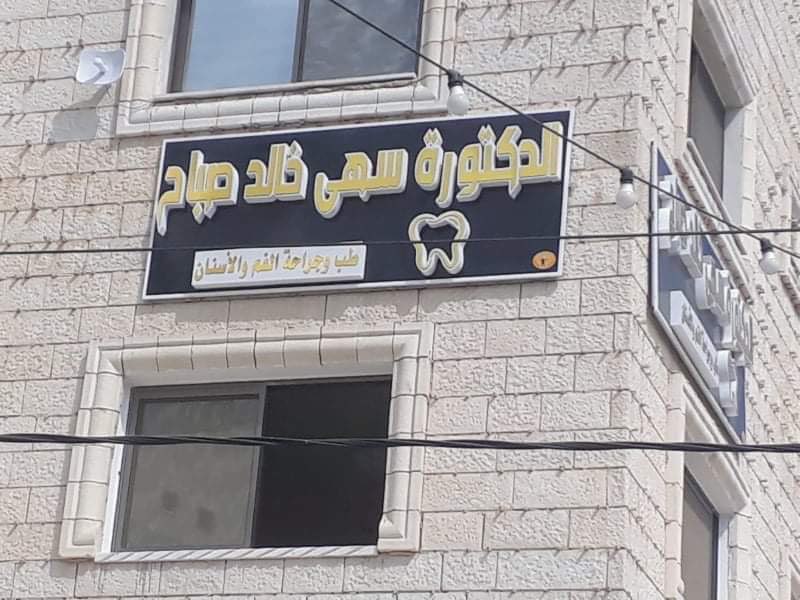 الدكتورة سهى خالد صباح
طب وجراحة الفم والأسنان